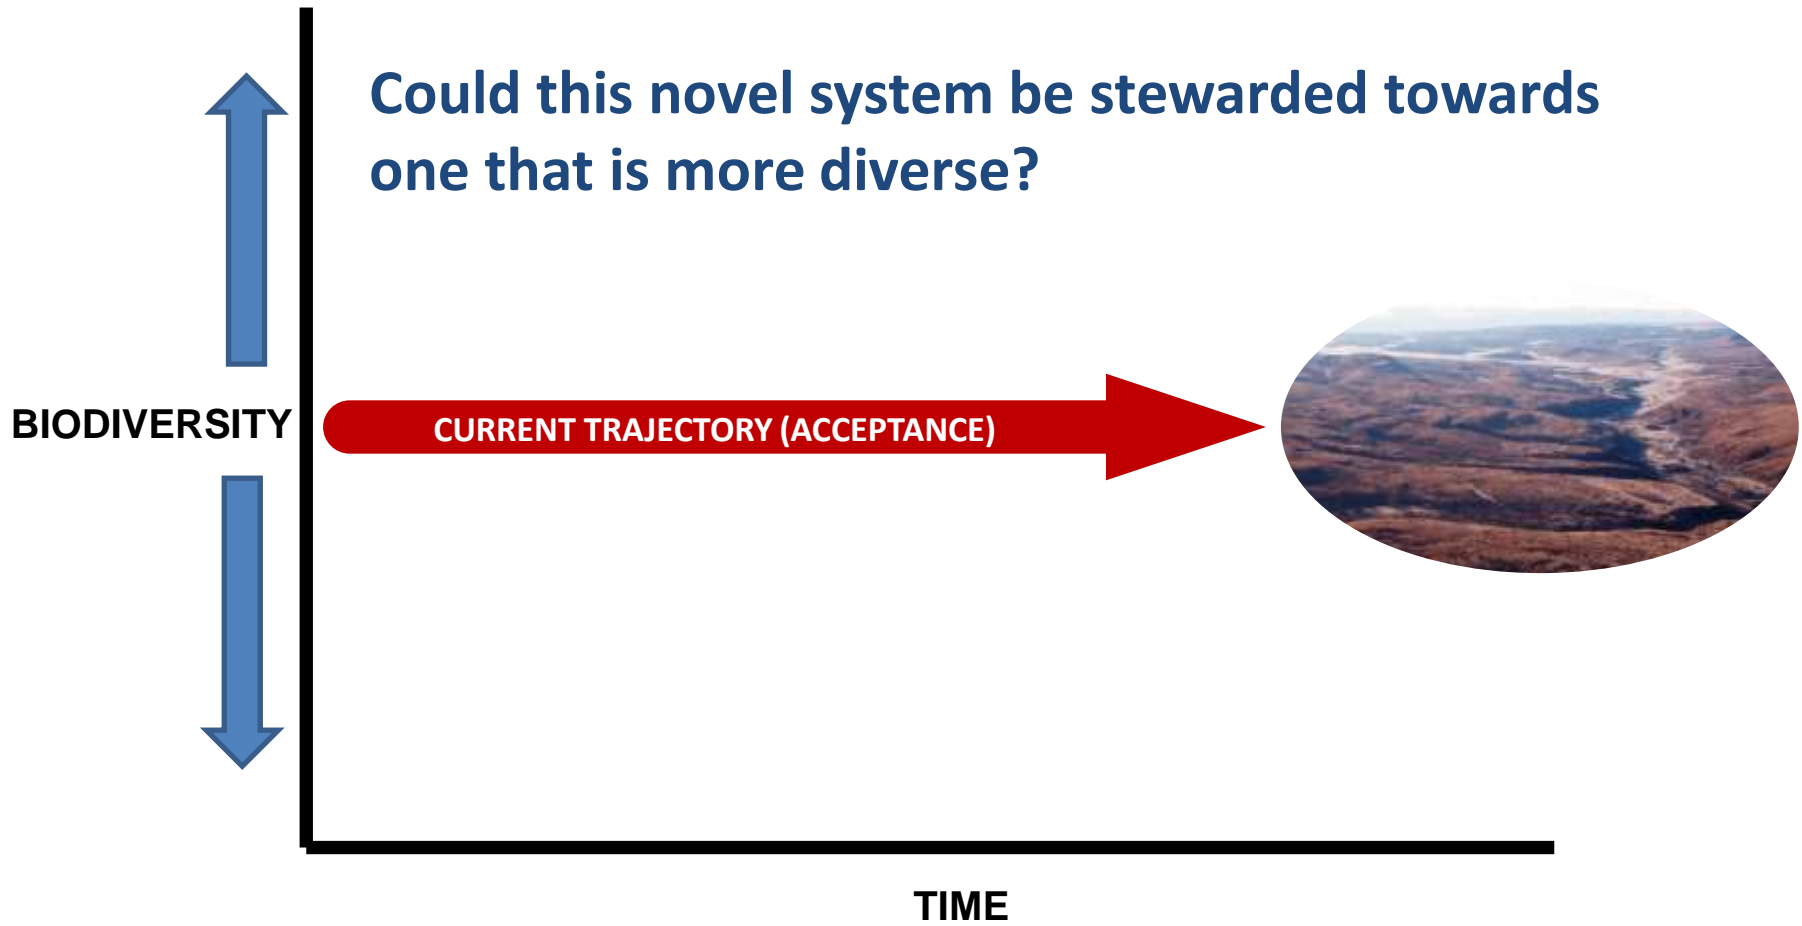 Could this novel system be stewarded towards
one that is more diverse?
BIODIVERSITY
CURRENT TRAJECTORY (ACCEPTANCE)
TIME